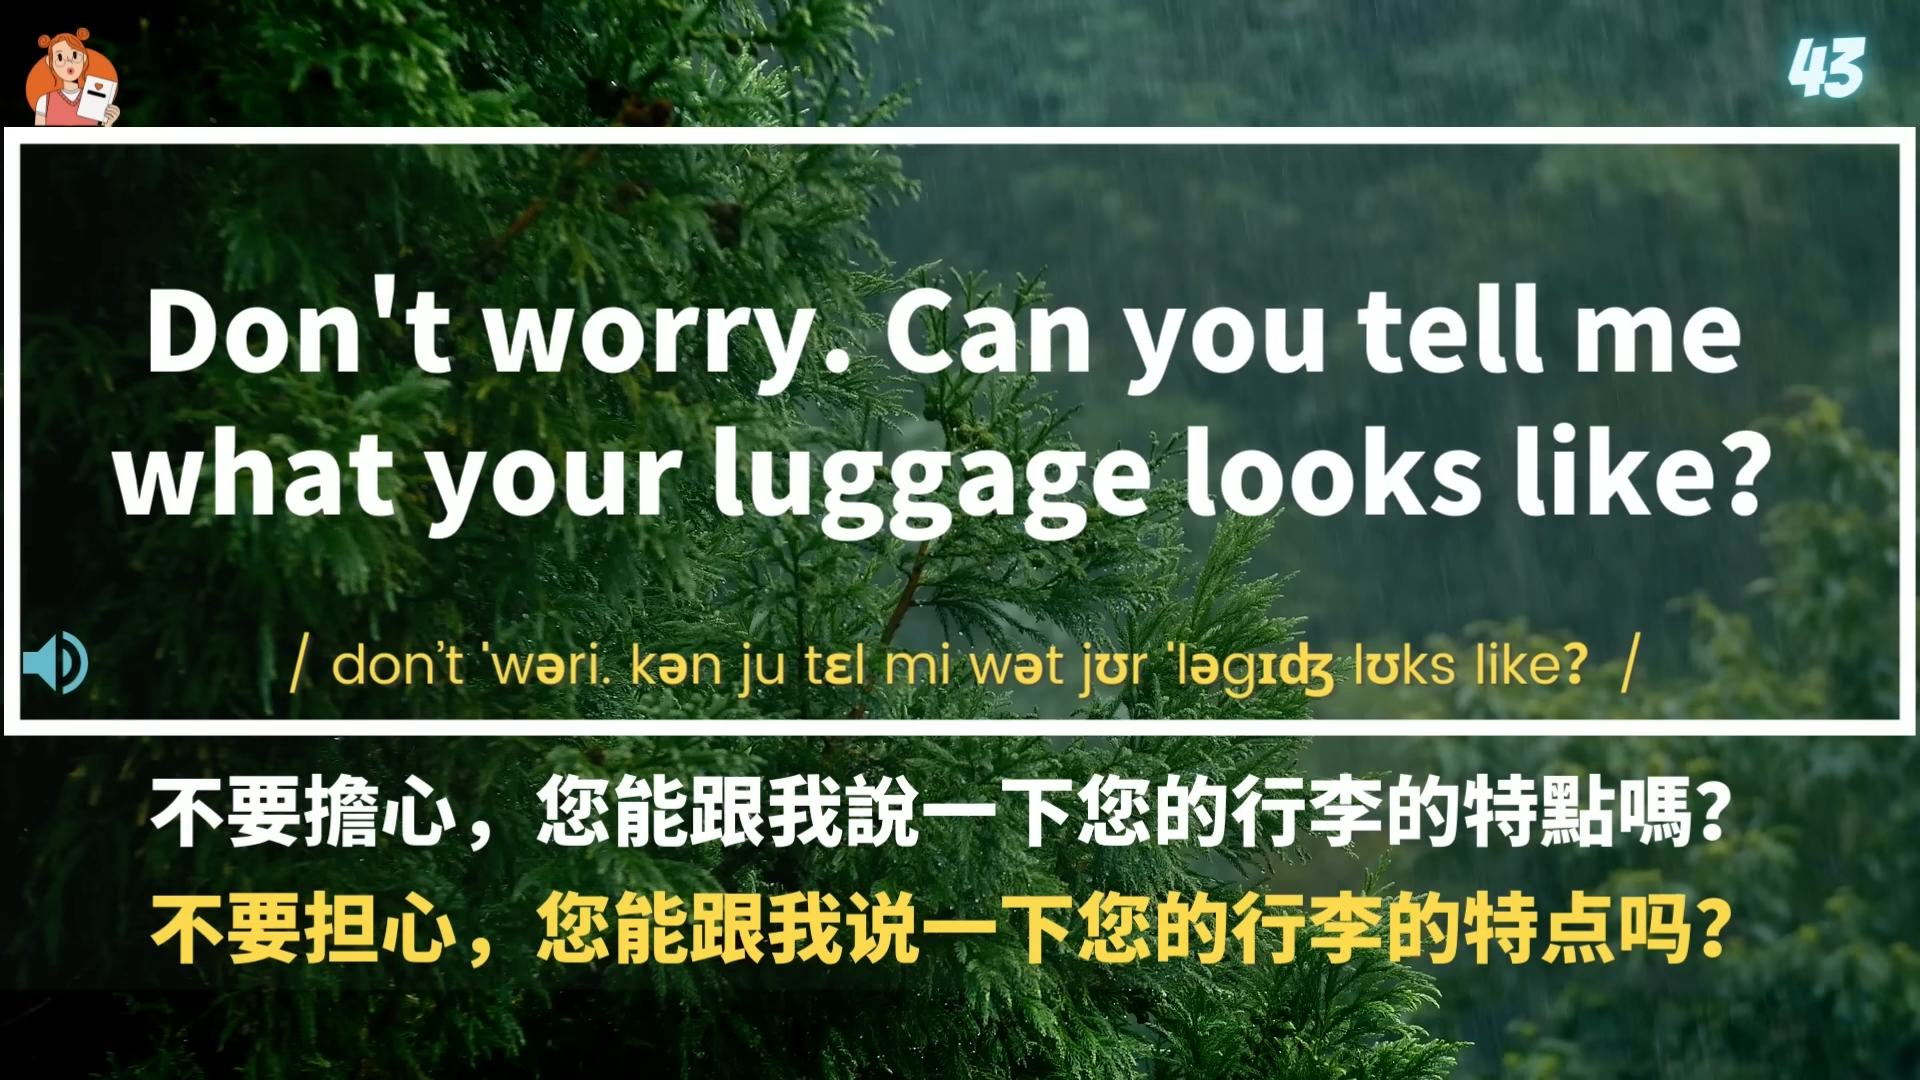 43
Don't worry. Can you tell me
what your luggage looks like?
/ don't ˈwəri. kən ju tɛl mi wət jʊr ˈləgɪʤ lʊks like? /
不要擔心，您能跟我說一下您的行李的特點嗎?
不要担心，您能跟我说一下您的行李的特点吗?